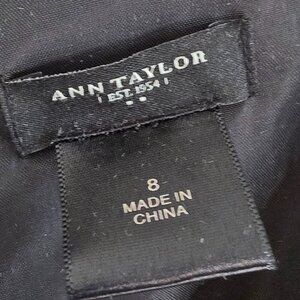 ANN TAYLOR
EST. 1954
8
MADE IN
CHINA